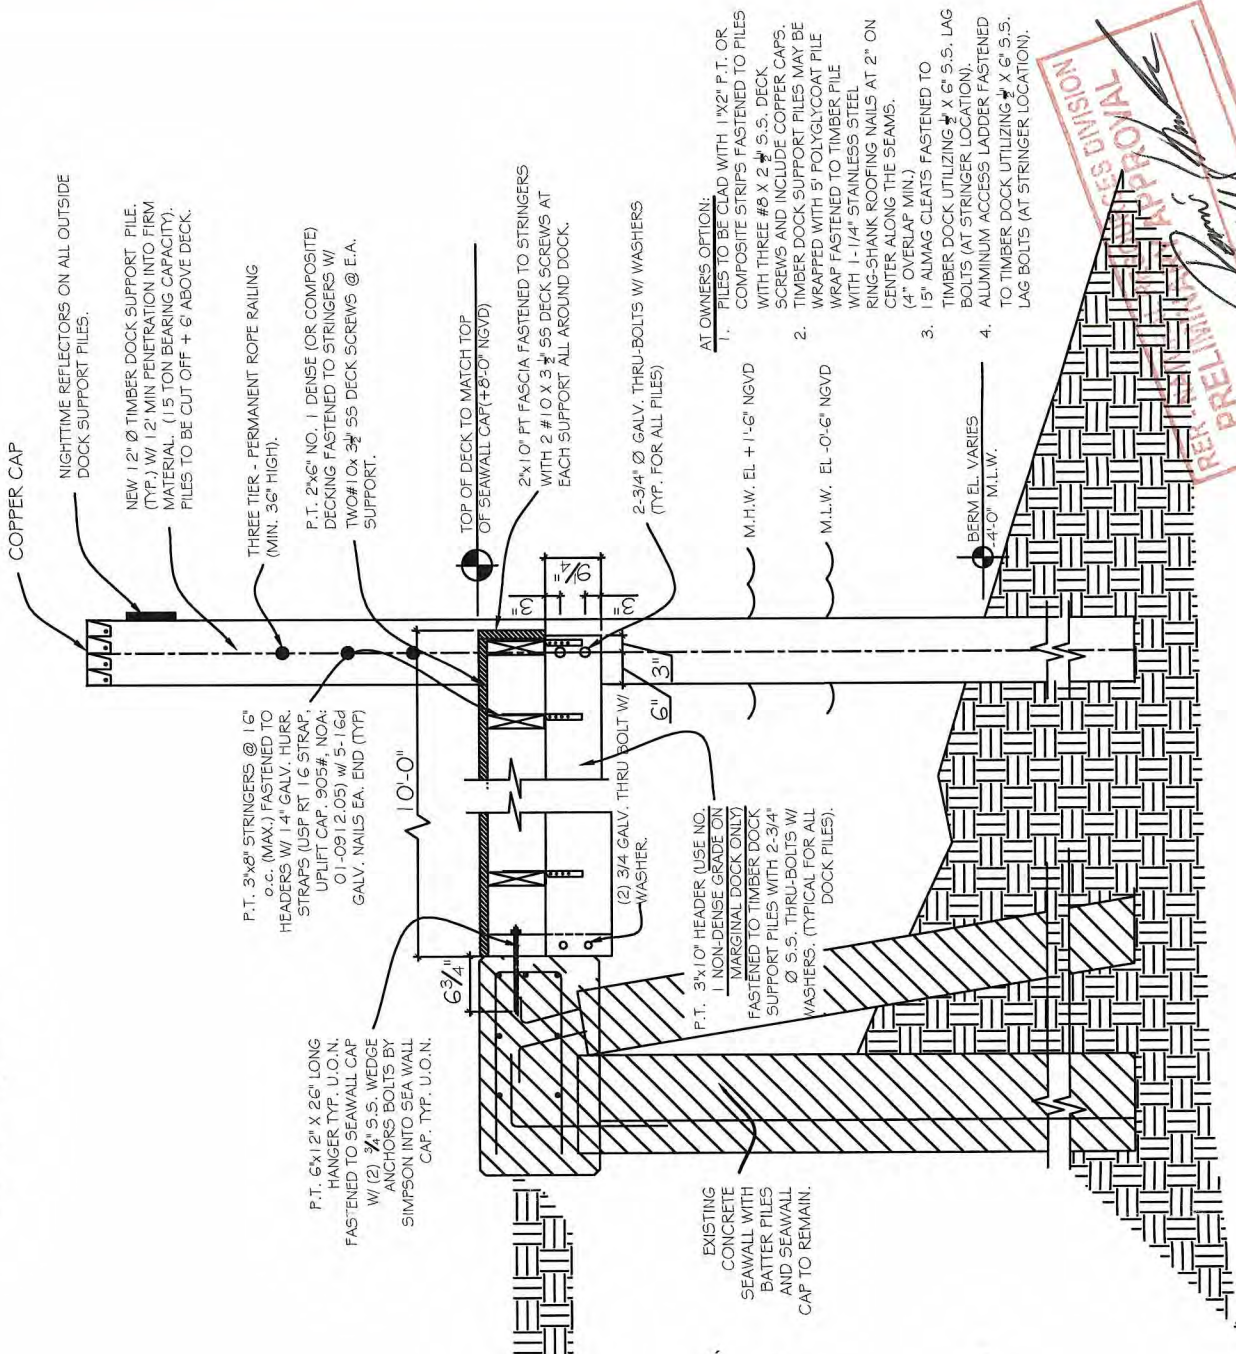 COPPER CAP
NIGHTTIME REFLECTORS ON ALL OUTSIDE
DOCK SUPPORT PILES.
NEW 12" Ø TIMBER DOCK SUPPORT PILE.
(TYP.) W/ 12' MIN PENETRATION INTO FIRM
MATERIAL. (15 TON BEARING CAPACITY).
PILES TO BE CUT OFF + 6' ABOVE DECK.
THREE TIER - PERMANENT ROPE RAILING
(MIN. 36" HIGH).
P.T. 2"x6" NO. 1 DENSE (OR COMPOSITE)
DECKING FASTENED TO STRINGERS W/
TWO#10x 3½" SS DECK SCREWS @ E.A.
SUPPORT.
TOP OF DECK TO MATCH TOP
OF SEAWALL CAP(+8'-0" NGVD)
2"x10" PT FASCIA FASTENED TO STRINGERS
WITH 2 #10 X 3½" SS DECK SCREWS AT
EACH SUPPORT ALL AROUND DOCK.
2-3/4" Ø GALV. THRU-BOLTS W/ WASHERS
(TYP. FOR ALL PILES)
M.H.W. EL + 1'-6" NGVD
M.L.W. EL -0'-6" NGVD
BERM EL. VARIES
-4'-0" M.L.W.
P.T. 3"x8" STRINGERS @ 16"
o.c. (MAX.) FASTENED TO
HEADERS W/ 14" GALV. HURR.
STRAPS (USP RT 16 STRAP,
UPLIFT CAP. 905#, NOA:
01-0912.05) w/ 5-16d
GALV. NAILS EA. END (TYP)
10'-0"
3"
9¼"
3"
6"
3"
6¾"
(2) 3/4 GALV. THRU BOLT W/
WASHER.
P.T. 3"x10" HEADER (USE NO.
1 NON-DENSE GRADE ON
MARGINAL DOCK ONLY)
FASTENED TO TIMBER DOCK
SUPPORT PILES WITH 2-3/4"
Ø S.S. THRU-BOLTS W/
WASHERS. (TYPICAL FOR ALL
DOCK PILES).
P.T. 6"x12" X 26" LONG
HANGER TYP. U.O.N.
FASTENED TO SEAWALL CAP
W/ (2) ¾" S.S. WEDGE
ANCHORS BOLTS BY
SIMPSON INTO SEA WALL
CAP. TYP. U.O.N.
EXISTING
CONCRETE
SEAWALL WITH
BATTER PILES
AND SEAWALL
CAP TO REMAIN.
AT OWNER'S OPTION:
1. PILES TO BE CLAD WITH 1"X2" P.T. OR
COMPOSITE STRIPS FASTENED TO PILES
WITH THREE #8 X 2½" S.S. DECK
SCREWS AND INCLUDE COPPER CAPS.
2. TIMBER DOCK SUPPORT PILES MAY BE
WRAPPED WITH 5' POLYGLYCOAT PILE
WRAP FASTENED TO TIMBER PILE
WITH 1-1/4" STAINLESS STEEL
RING-SHANK ROOFING NAILS AT 2" ON
CENTER ALONG THE SEAMS.
(4" OVERLAP MIN.)
3. 15" ALMAG CLEATS FASTENED TO
TIMBER DOCK UTILIZING ½" X 6" S.S. LAG
BOLTS (AT STRINGER LOCATION).
4. ALUMINUM ACCESS LADDER FASTENED
TO TIMBER DOCK UTILIZING ½" X 6" S.S.
LAG BOLTS (AT STRINGER LOCATION).
DIVISION
PRELIMINARY APPROVAL